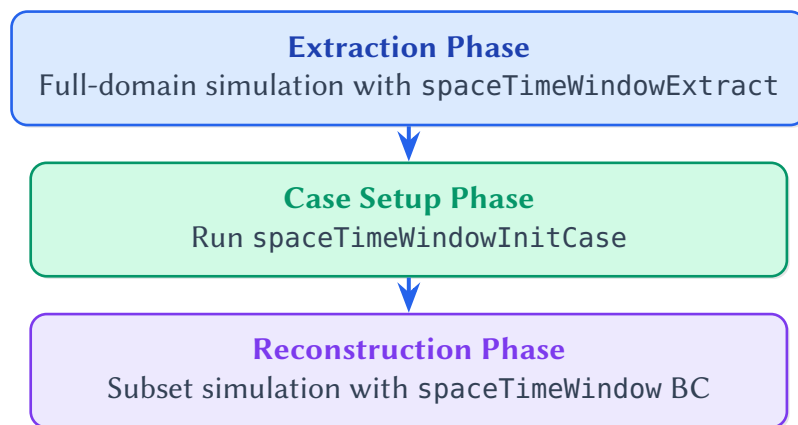 Extraction Phase
Full-domain simulation with spaceTimeWindowExtract
Case Setup Phase
Run spaceTimeWindowInitCase
Reconstruction Phase
Subset simulation with spaceTimeWindow BC